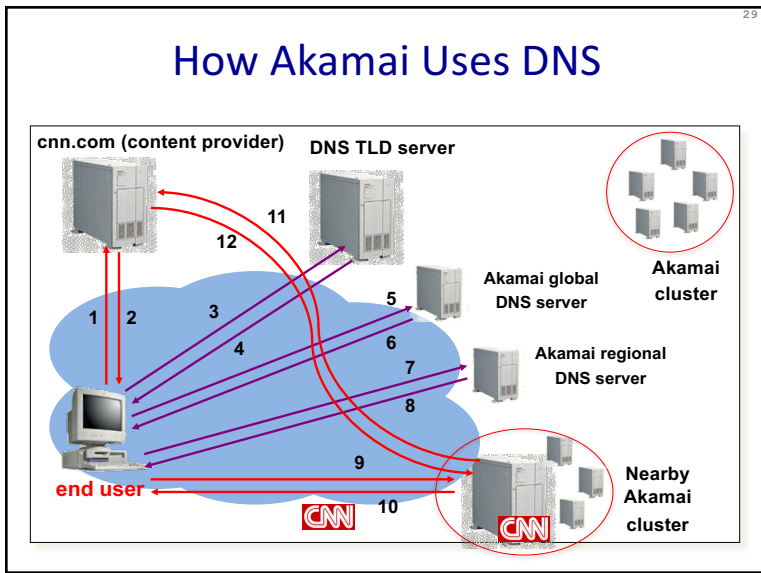 29
How Akamai Uses DNS
cnn.com (content provider)
DNS TLD server
11
12
Akamai
cluster
Akamai global
DNS server
1
2
3
4
5
6
Akamai regional
DNS server
7
8
9
10
end user
CNN
CNN
Nearby
Akamai
cluster